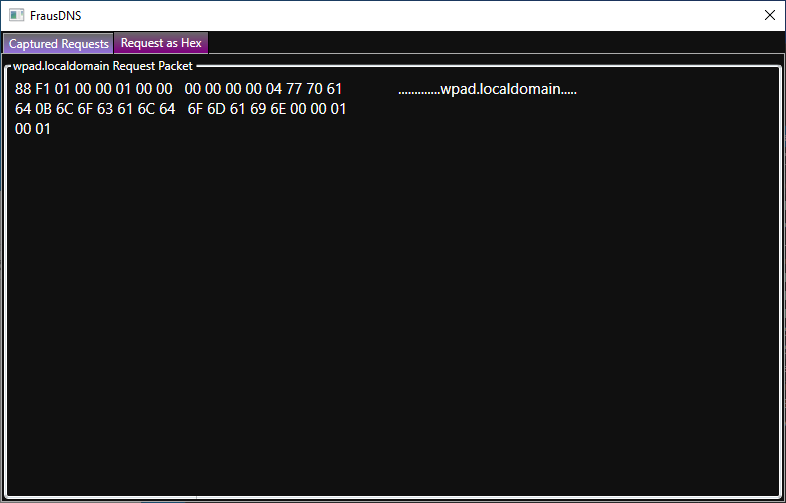 FrausDNS
Captured Requests Request as Hex
wpad.localdomain Request Packet
88 F1 01 00 00 01 00 00 00 00 00 00 04 77 70 61 .............wpad.localdomain.....
64 0B 6C 6F 63 61 6C 64 6F 6D 61 69 6E 00 00 01
00 01